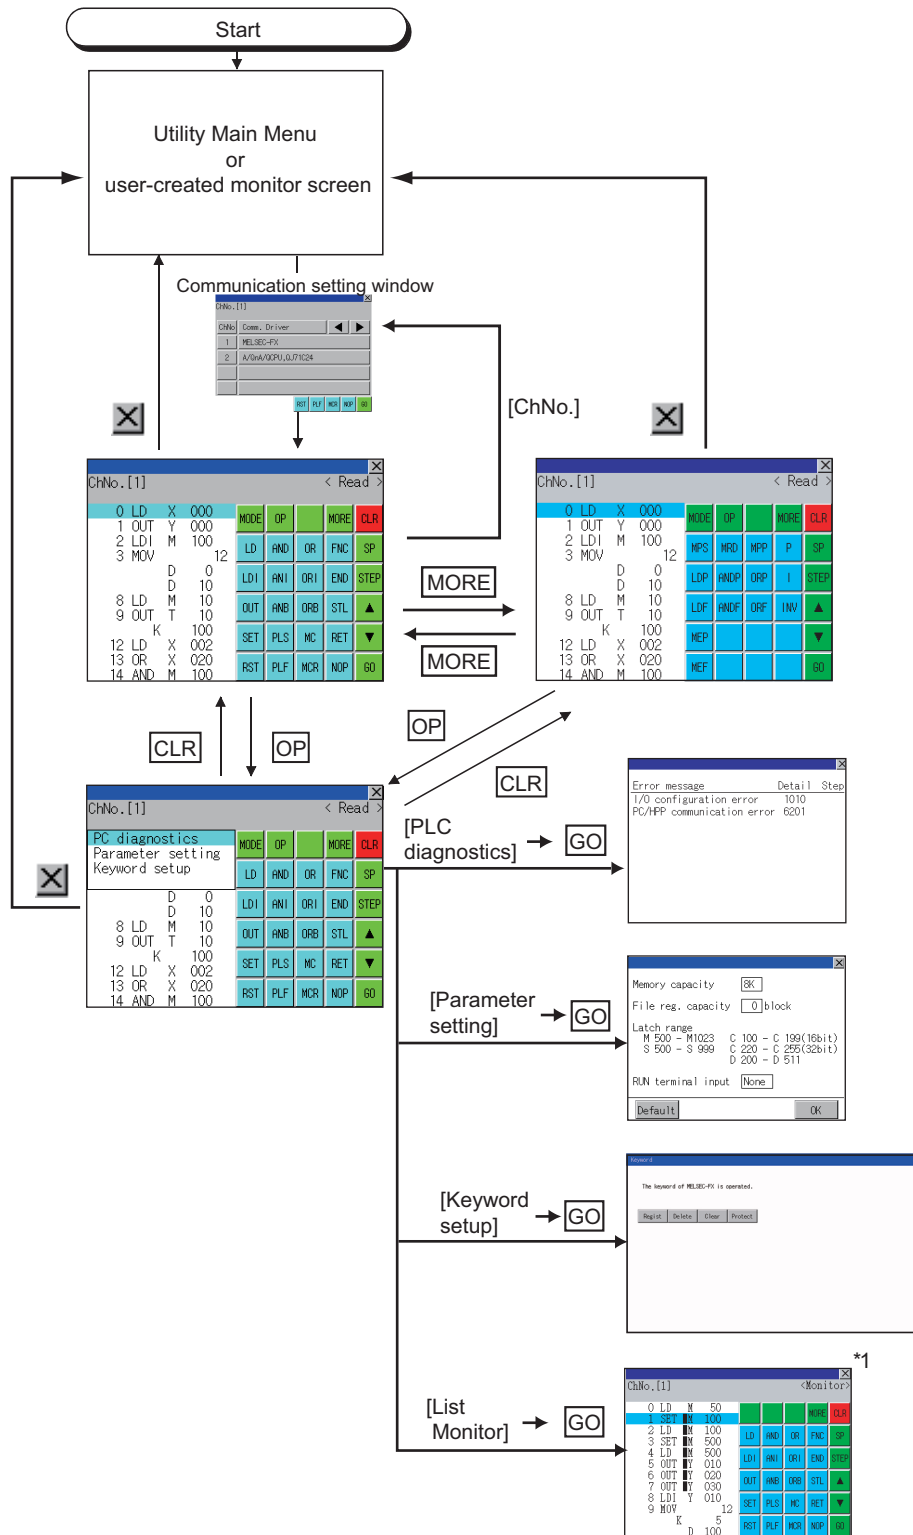 Start
Utility Main Menu
or
user-created monitor screen
Communication setting window
ChNo.[1]
ChNo Comm. Driver
1 MELSEC-FX
2 A/QnA/QCPU,QJ71C24
RST PLF MCR NOP GO
[ChNo.]
ChNo.[1] < Read >
0 LD X 000
1 OUT Y 000
2 LDI M 100
3 MOV 12
D 0
D 10
8 LD M 10
9 OUT T 10
K 100
12 LD X 002
13 OR X 020
14 AND M 100
MODE OP MORE CLR
LD AND OR FNC SP
LDI ANI ORI END STEP
OUT ANB ORB STL ▲
SET PLS MC RET ▼
RST PLF MCR NOP GO
MORE
MORE
ChNo.[1] < Read >
0 LD X 000
1 OUT Y 000
2 LDI M 100
3 MOV 12
D 0
D 10
8 LD M 10
9 OUT T 10
K 100
12 LD X 002
13 OR X 020
14 AND M 100
MODE OP MORE CLR
MPS MRD MPP P SP
LDP ANDP ORP I STEP
LDF ANDF ORF INV ▲
MEP ▼
MEF GO
CLR
OP
OP
CLR
ChNo.[1] < Read >
PC diagnostics
Parameter setting
Keyword setup
D 0
D 10
8 LD M 10
9 OUT T 10
K 100
12 LD X 002
13 OR X 020
14 AND M 100
MODE OP MORE CLR
LD AND OR FNC SP
LDI ANI ORI END STEP
OUT ANB ORB STL ▲
SET PLS MC RET ▼
RST PLF MCR NOP GO
[PLC
diagnostics]
GO
Error message Detail Step
I/O configuration error 1010
PC/HPP communication error 6201
[Parameter
setting]
GO
Memory capacity 8K
File reg. capacity 0 block
Latch range
M 500 - M1023 C 100 - C 199(16bit)
S 500 - S 999 C 220 - C 255(32bit)
D 200 - D 511
RUN terminal input None
Default OK
[Keyword
setup]
GO
Keyword
The keyword of MELSEC-FX is operated.
Regist Delete Clear Protect
[List
Monitor]
GO
*1
ChNo.[1] <Monitor>
0 LD M 50
1 SET M 100
2 LD M 100
3 SET M 500
4 LD M 500
5 OUT Y 010
6 OUT Y 020
7 OUT Y 030
8 LDI Y 010
9 MOV 12
K 5
D 100
MORE CLR
LD AND OR FNC SP
LDI ANI ORI END STEP
OUT ANB ORB STL ▲
SET PLS MC RET ▼
RST PLF MCR NOP GO